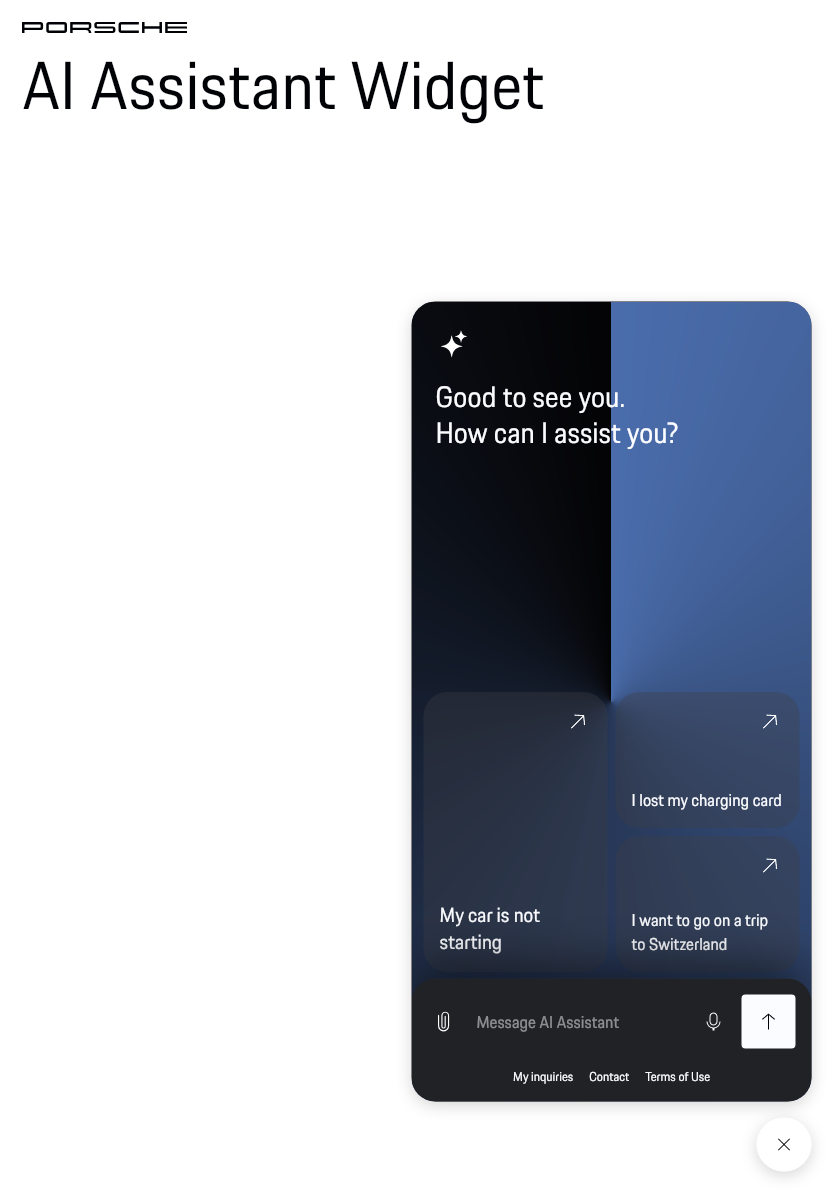 PORSCHE
AI Assistant Widget
Good to see you.
How can I assist you?
My car is not
starting
I lost my charging card
I want to go on a trip
to Switzerland
Message AI Assistant
My inquiries Contact Terms of Use